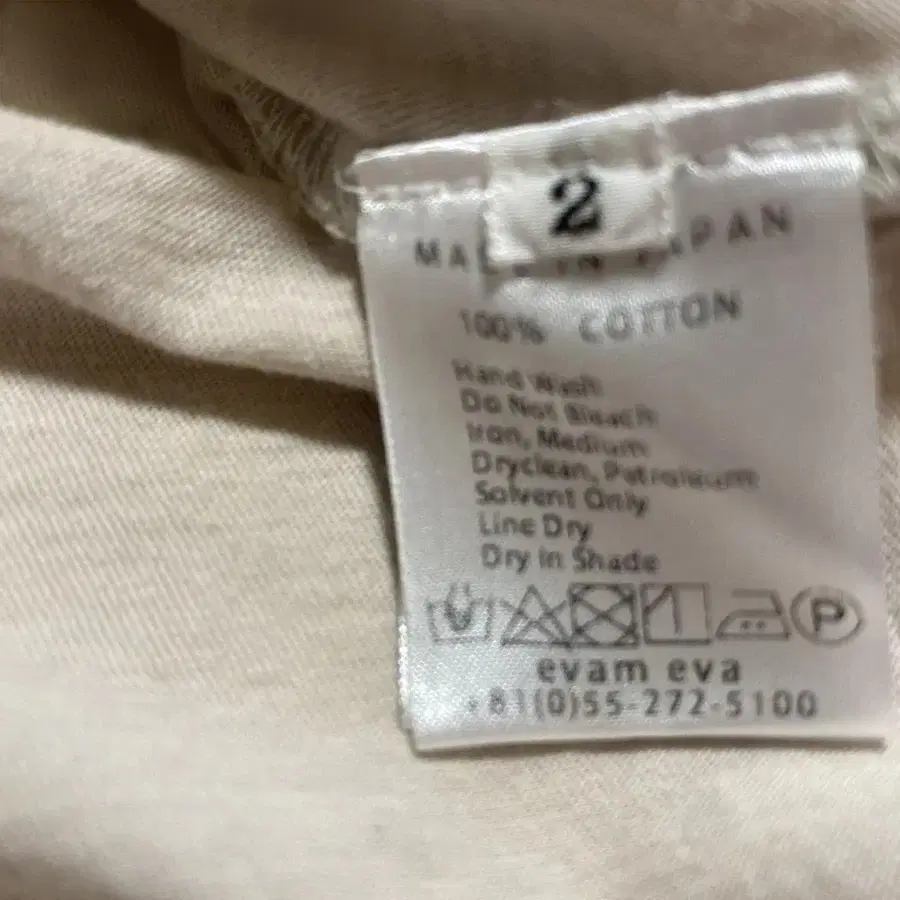 2
MADE IN JAPAN
100% COTTON
Hand Wash
Do Not Bleach
Iron, Medium
Dryclean, Petroleum
Solvent Only
Line Dry
Dry in Shade
P
evam eva
+81(0)55-272-5100